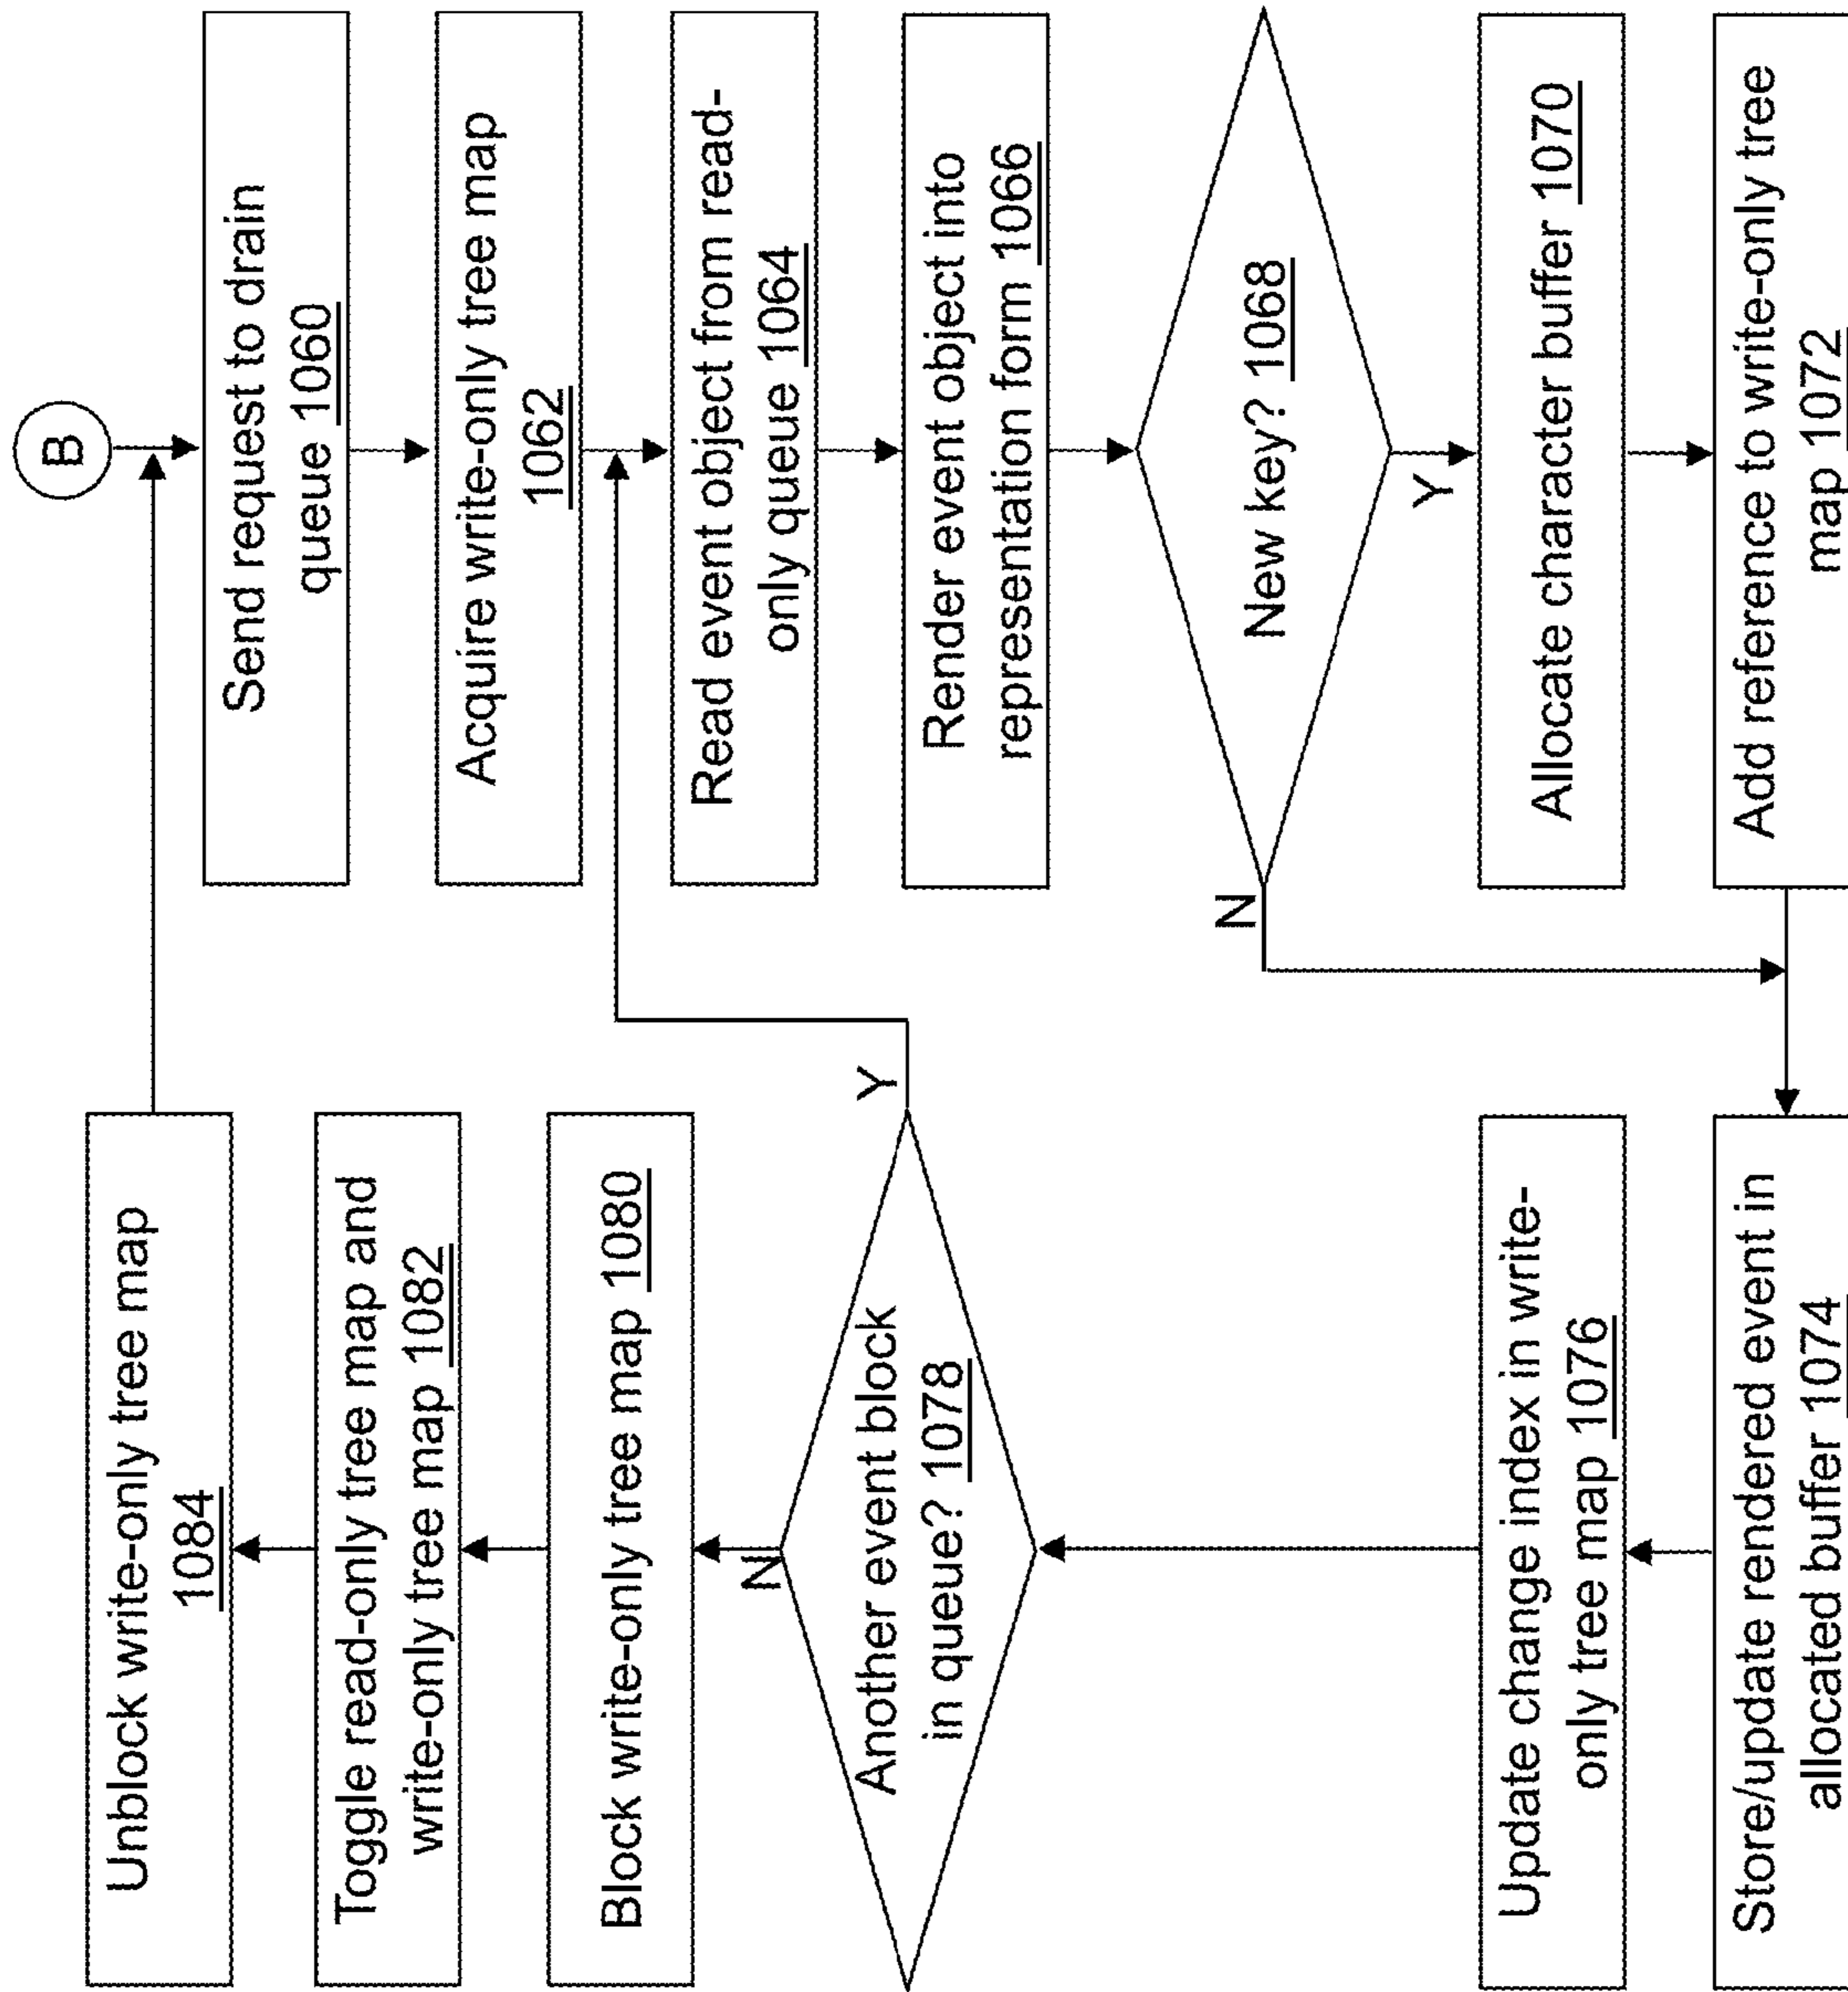 B
Send request to drain
queue 1060
Acquire write-only tree map
1062
Read event object from read-
only queue 1064
Render event object into
representation form 1066
New key? 1068
N
Y
Allocate character buffer 1070
Add reference to write-only tree
map 1072
Store/update rendered event in
allocated buffer 1074
Update change index in write-
only tree map 1076
Another event block
in queue? 1078
Y
N
Block write-only tree map 1080
Toggle read-only tree map and
write-only tree map 1082
Unblock write-only tree map
1084